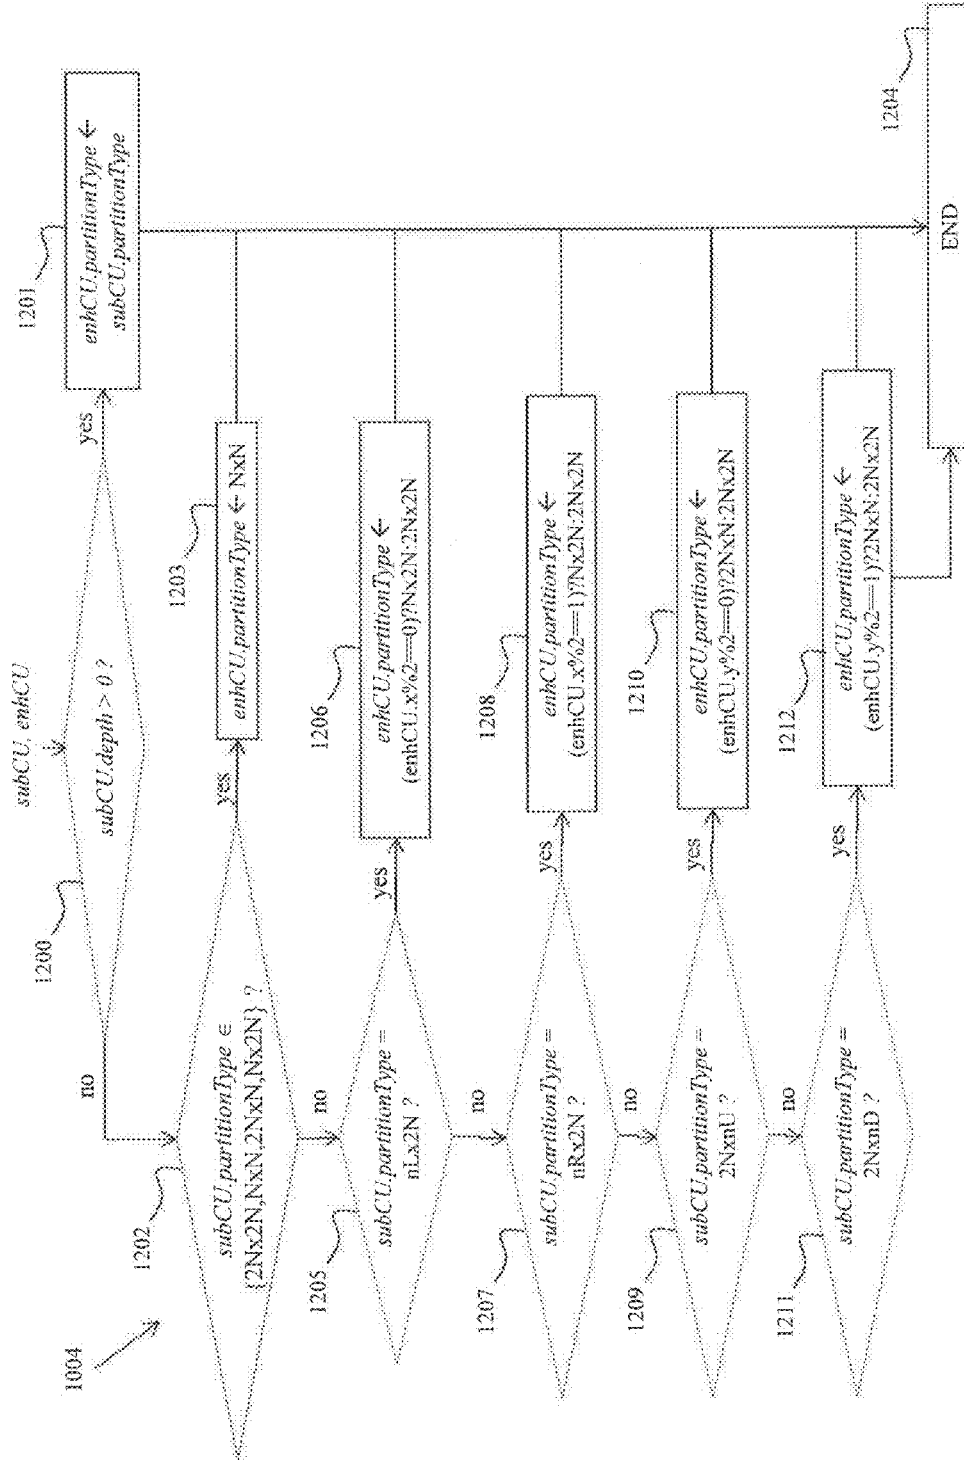 1004
subCU, enhCU
1200
subCU.depth > 0 ?
yes
no
1201
enhCU.partitionType ←
subCU.partitionType
1202
subCU.partitionType ∈
{2Nx2N,NxN,2NxN,Nx2N} ?
yes
no
1203
enhCU.partitionType ← NxN
1205
subCU.partitionType =
nLx2N ?
yes
no
1206
enhCU.partitionType ←
(enhCU.x%2==0)?Nx2N:2Nx2N
1207
subCU.partitionType =
nRx2N ?
yes
no
1208
enhCU.partitionType ←
(enhCU.x%2==1)?Nx2N:2Nx2N
1209
subCU.partitionType =
2NxnU ?
yes
no
1210
enhCU.partitionType ←
(enhCU.y%2==0)?2NxN:2Nx2N
1211
subCU.partitionType =
2NxnD ?
yes
1212
enhCU.partitionType ←
(enhCU.y%2==1)?2NxN:2Nx2N
1204
END